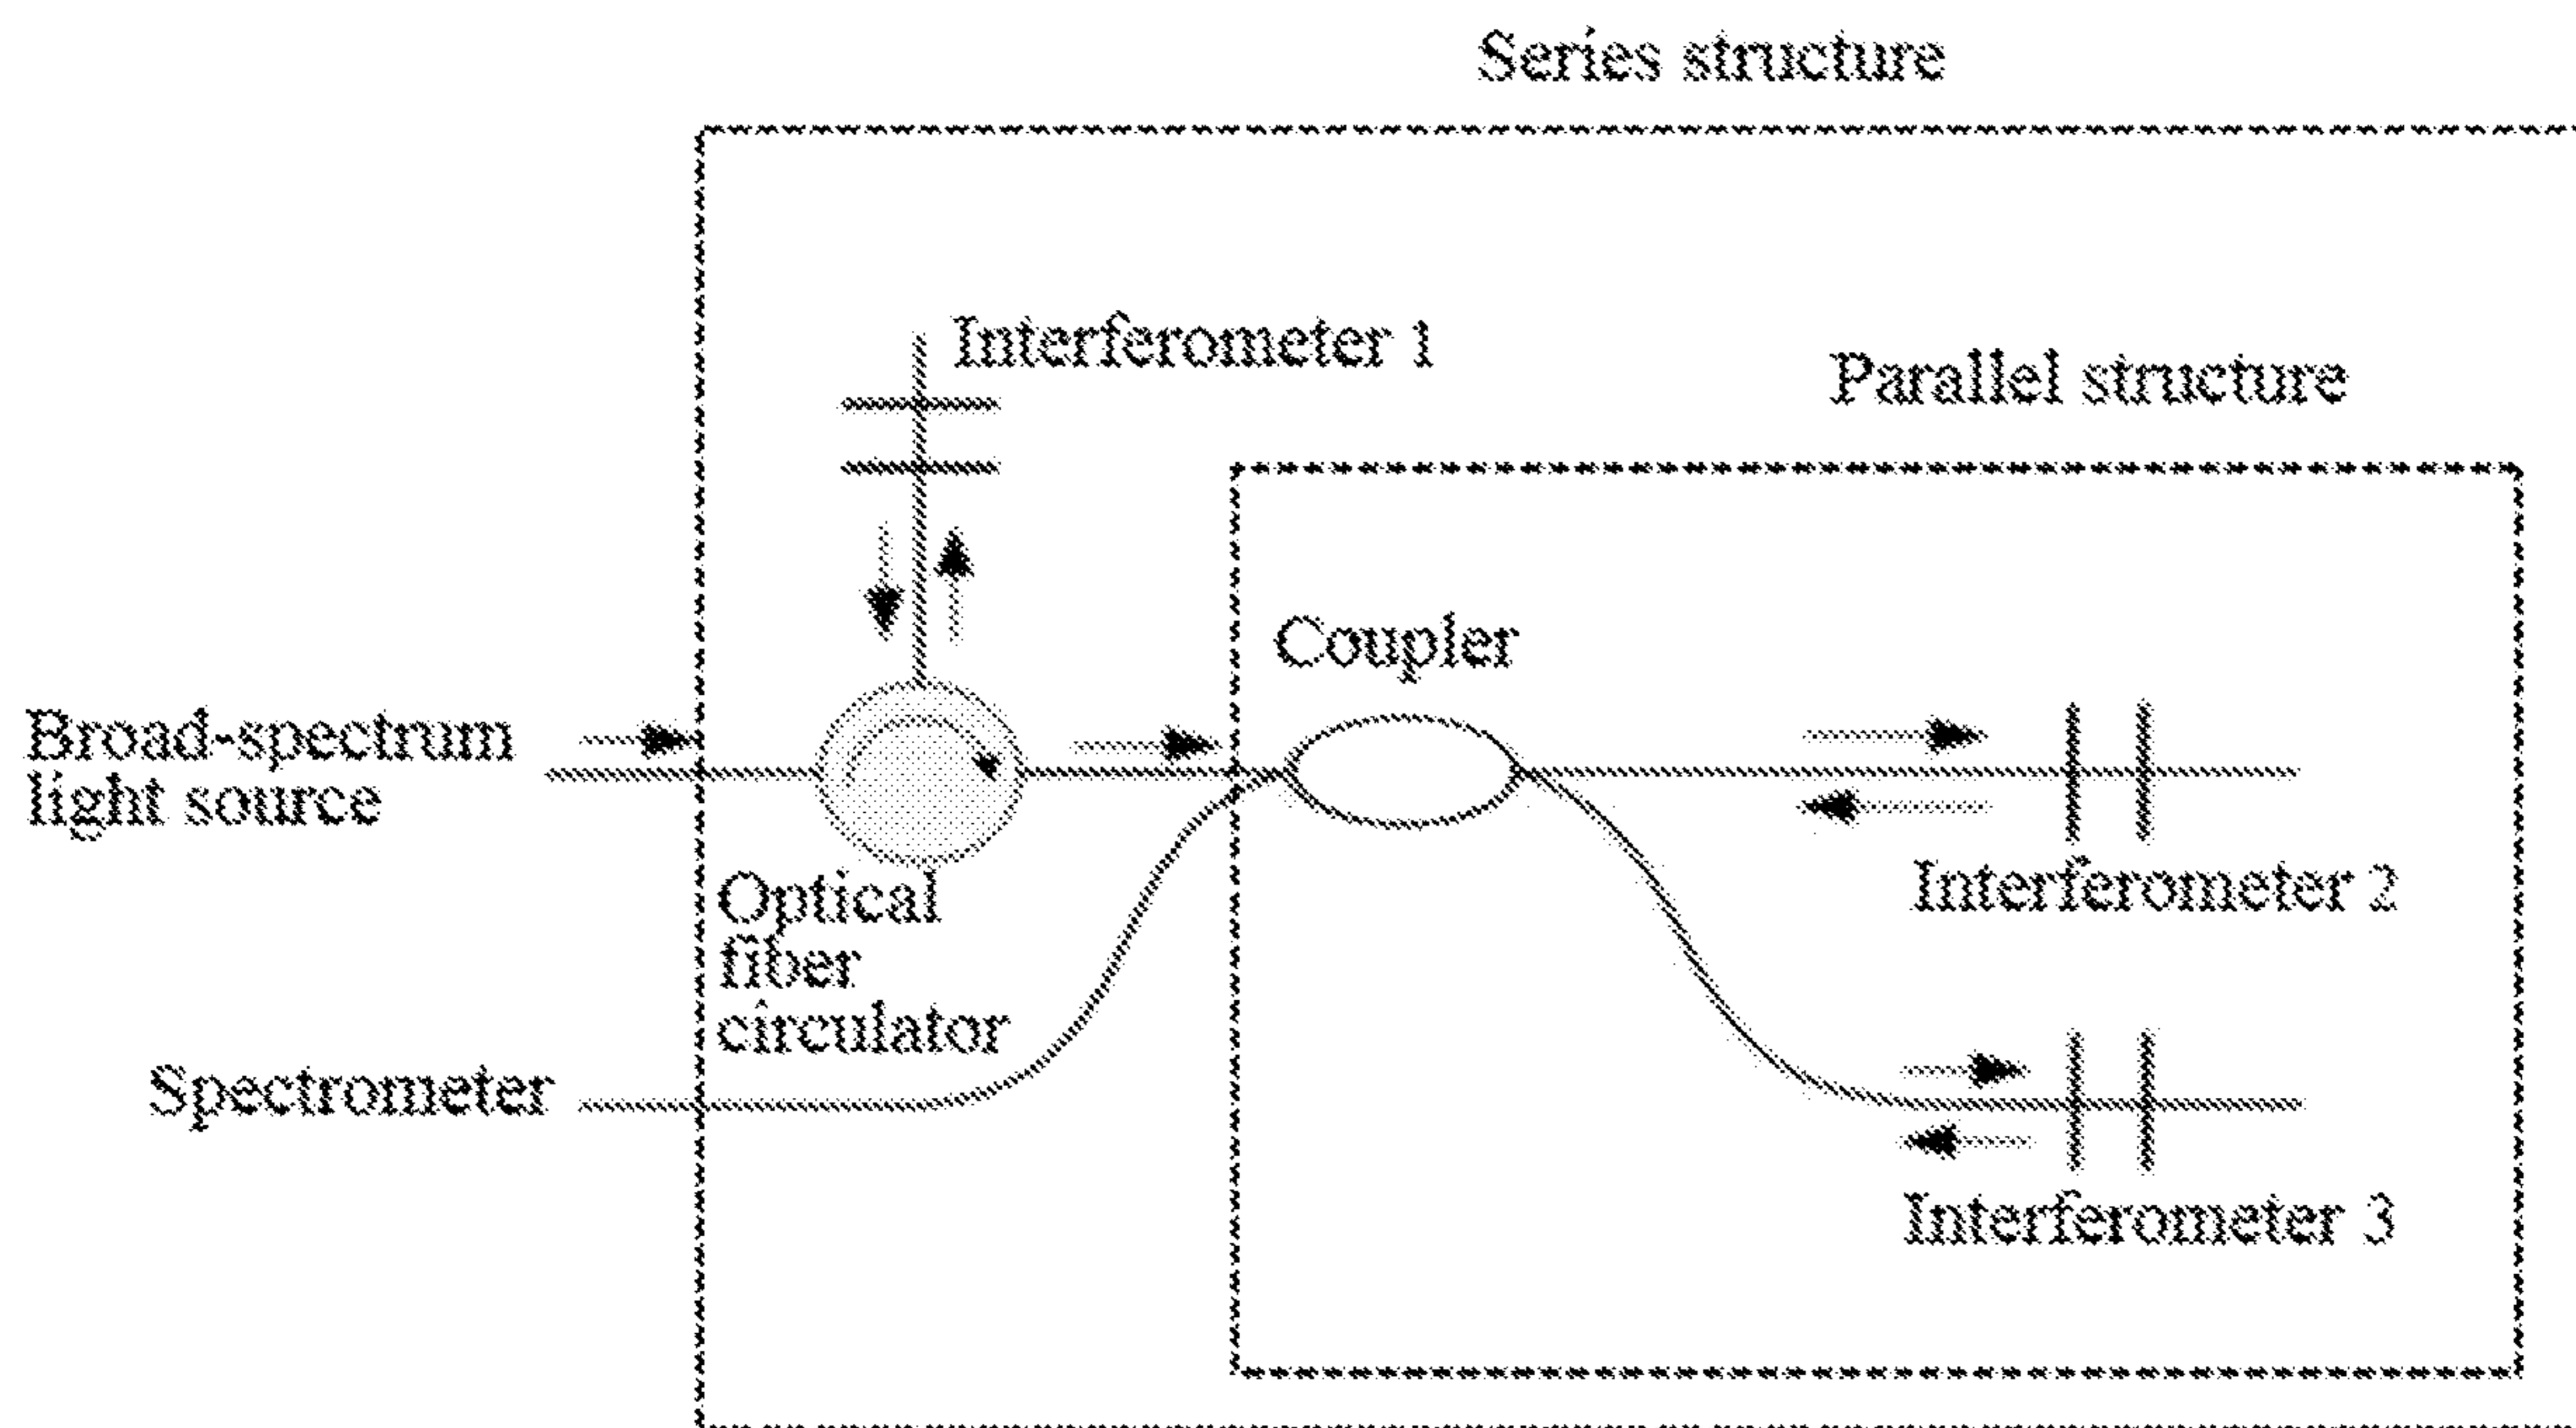 Series structure
Interferometer 1
Parallel structure
Coupler
Broad-spectrum
light source
Interferometer 2
Optical
fiber
circulator
Spectrometer
Interferometer 3